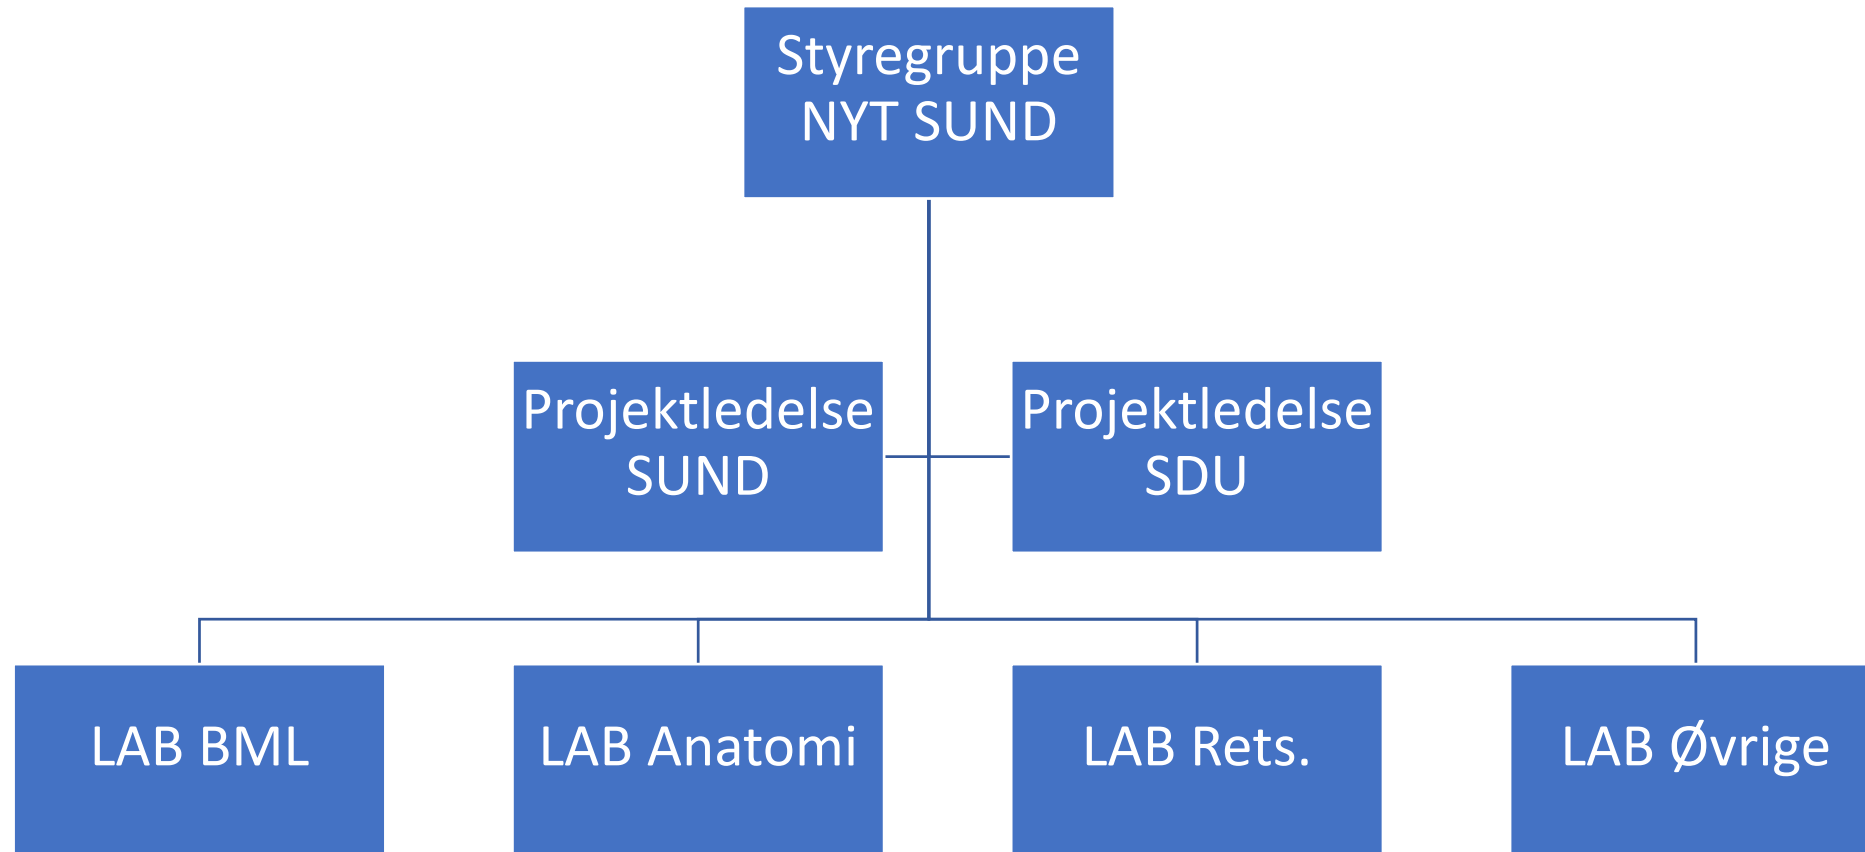 Styregruppe
NYT SUND
Projektledelse
SUND
Projektledelse
SDU
LAB BML
LAB Anatomi
LAB Rets.
LAB Øvrige